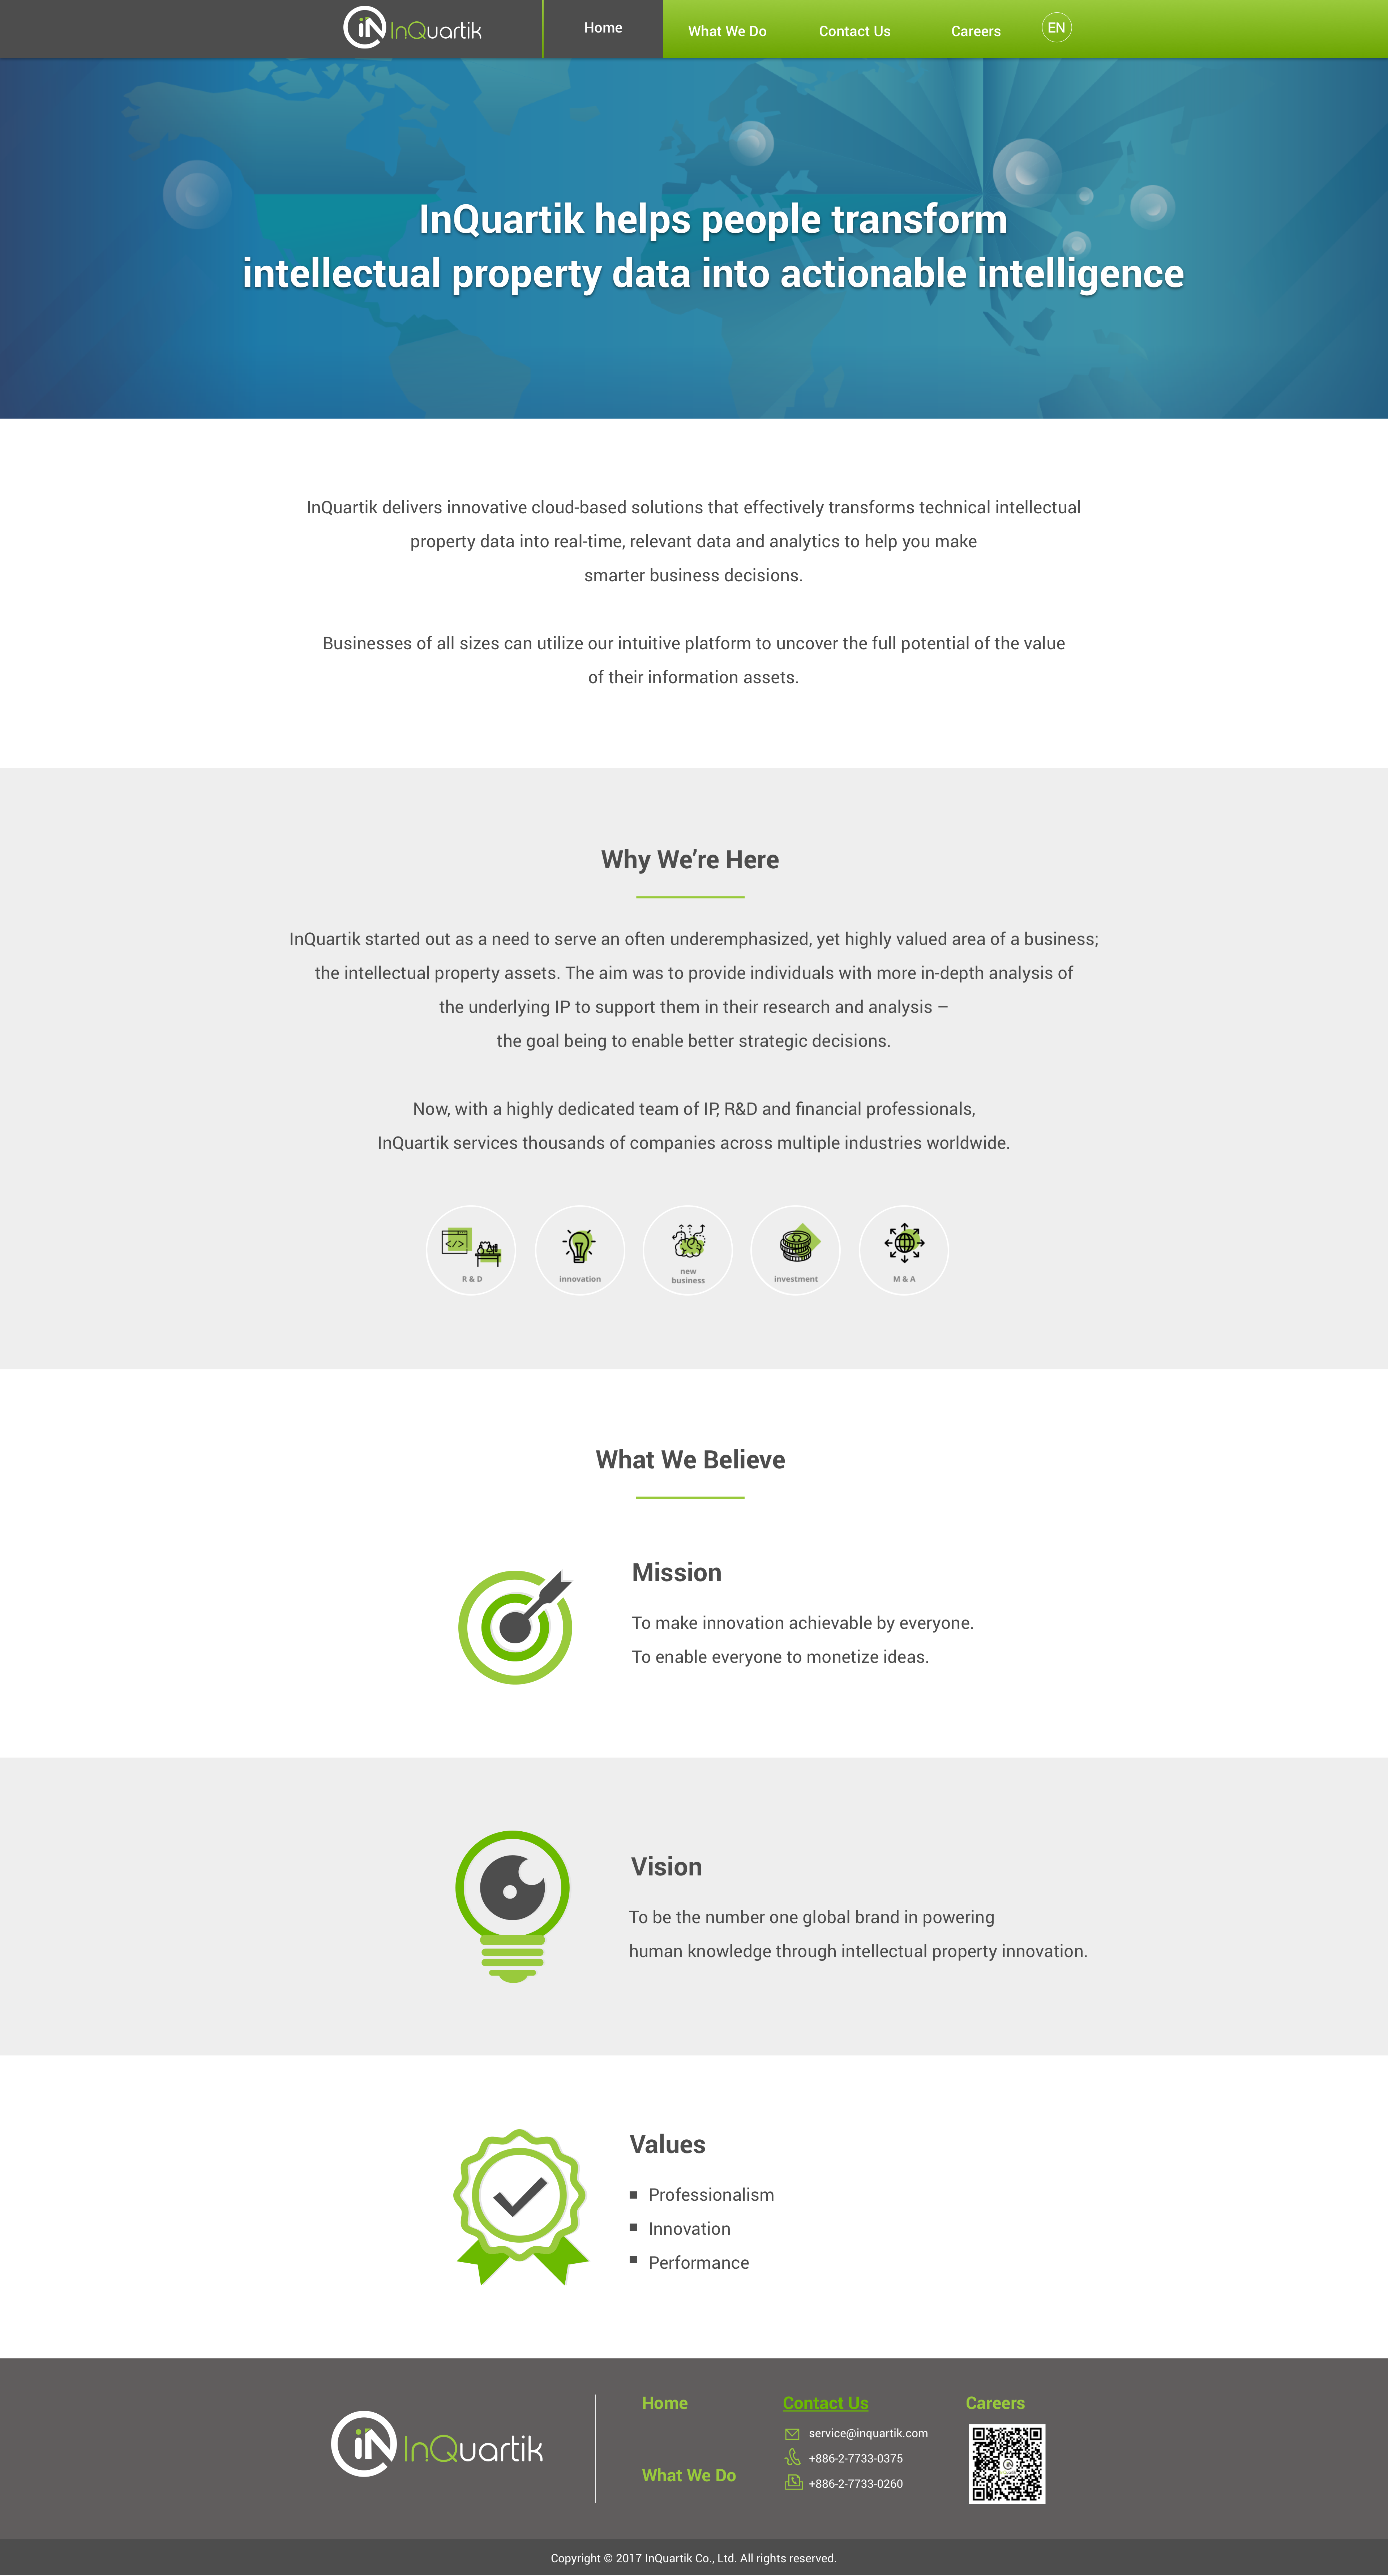 iN InQuartik
Home
What We Do
Contact Us
Careers
EN
InQuartik helps people transform
intellectual property data into actionable intelligence
InQuartik delivers innovative cloud-based solutions that effectively transforms technical intellectual
property data into real-time, relevant data and analytics to help you make
smarter business decisions.
Businesses of all sizes can utilize our intuitive platform to uncover the full potential of the value
of their information assets.
Why We’re Here
InQuartik started out as a need to serve an often underemphasized, yet highly valued area of a business;
the intellectual property assets. The aim was to provide individuals with more in-depth analysis of
the underlying IP to support them in their research and analysis –
the goal being to enable better strategic decisions.
Now, with a highly dedicated team of IP, R&D and financial professionals,
InQuartik services thousands of companies across multiple industries worldwide.
</>
R & D
innovation
new
business
investment
M & A
What We Believe
Mission
To make innovation achievable by everyone.
To enable everyone to monetize ideas.
Vision
To be the number one global brand in powering
human knowledge through intellectual property innovation.
Values
Professionalism
Innovation
Performance
iN InQuartik
Home
What We Do
Contact Us
service@inquartik.com
+886-2-7733-0375
+886-2-7733-0260
Careers
Copyright © 2017 InQuartik Co., Ltd. All rights reserved.